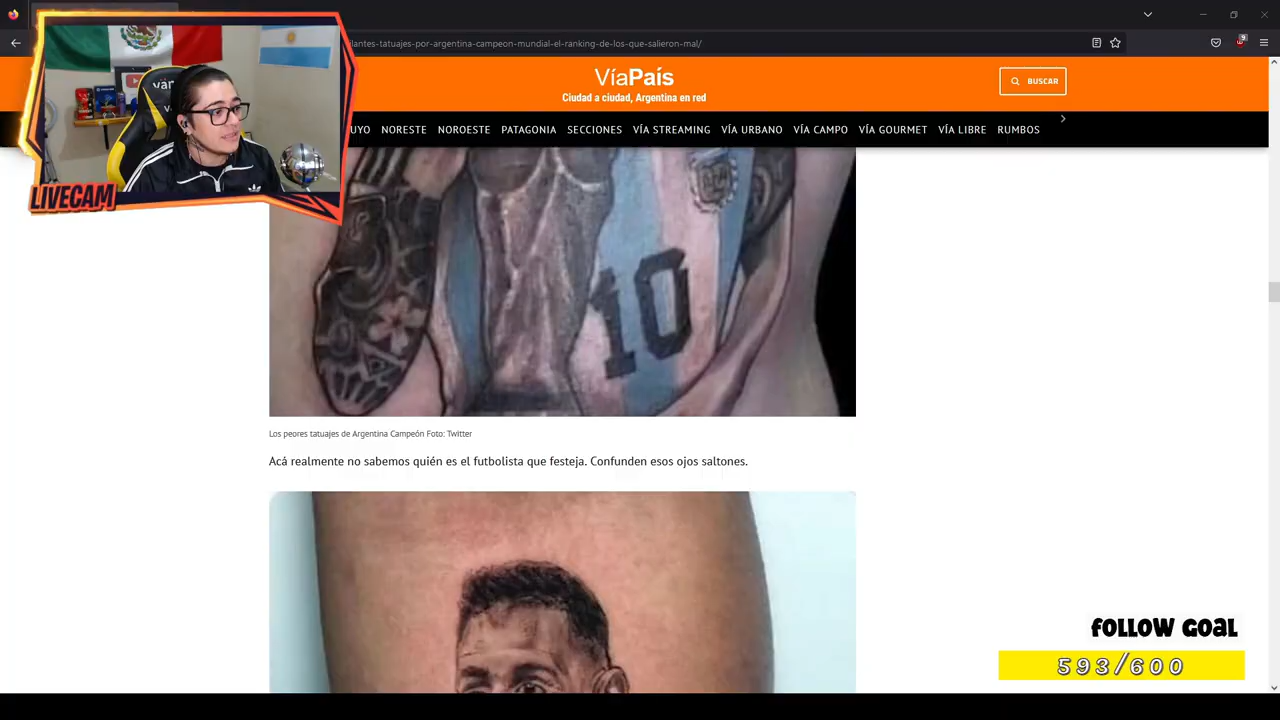 lantes-tatuajes-por-argentina-campeon-mundial-el-ranking-de-los-que-salieron-mal/
9
VíaPaís
Ciudad a ciudad, Argentina en red
BUSCAR
UYO NORESTE NOROESTE PATAGONIA SECCIONES VÍA STREAMING VÍA URBANO VÍA CAMPO VÍA GOURMET VÍA LIBRE RUMBOS
LIVECAM
10
Los peores tatuajes de Argentina Campeón Foto: Twitter
Acá realmente no sabemos quién es el futbolista que festeja. Confunden esos ojos saltones.
FOLLOW GOAL
593/600